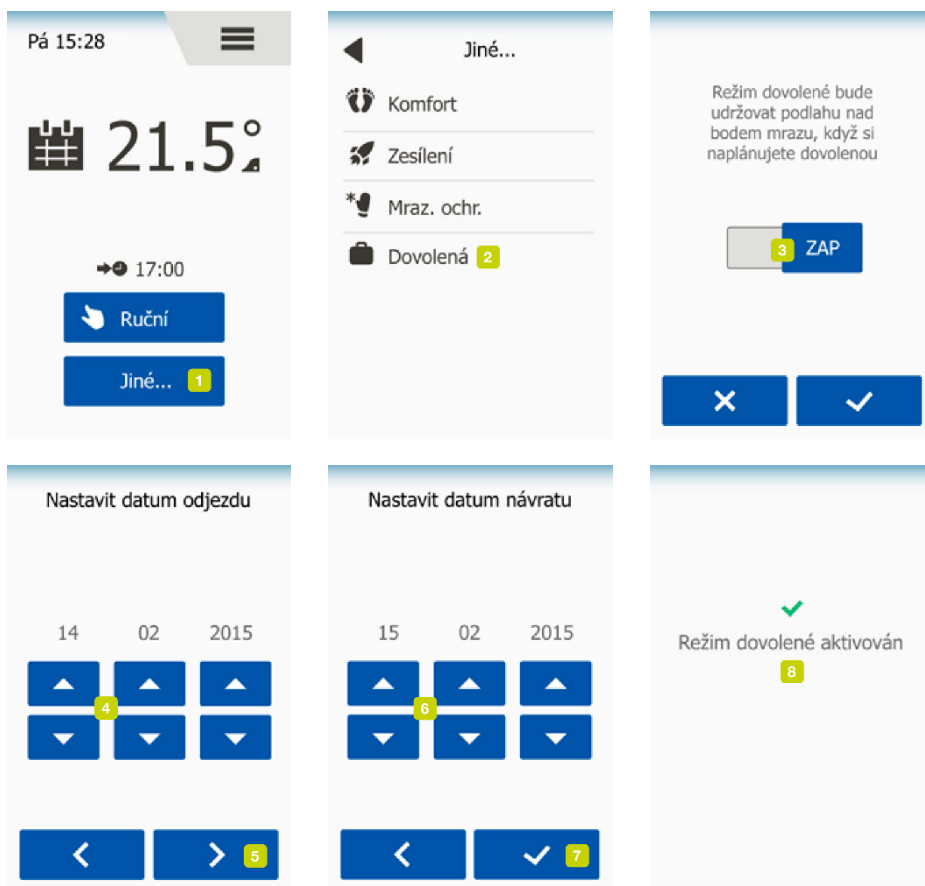 Pá 15:28
21.5°
17:00
Ruční
Jiné... 1
Jiné...
Komfort
Zesílení
Mraz. ochr.
Dovolená 2
Režim dovolené bude
udržovat podlahu nad
bodem mrazu, když si
naplánujete dovolenou
3 ZAP
Nastavit datum odjezdu
14 02 2015
4
5
Nastavit datum návratu
15 02 2015
6
7
Režim dovolené aktivován
8